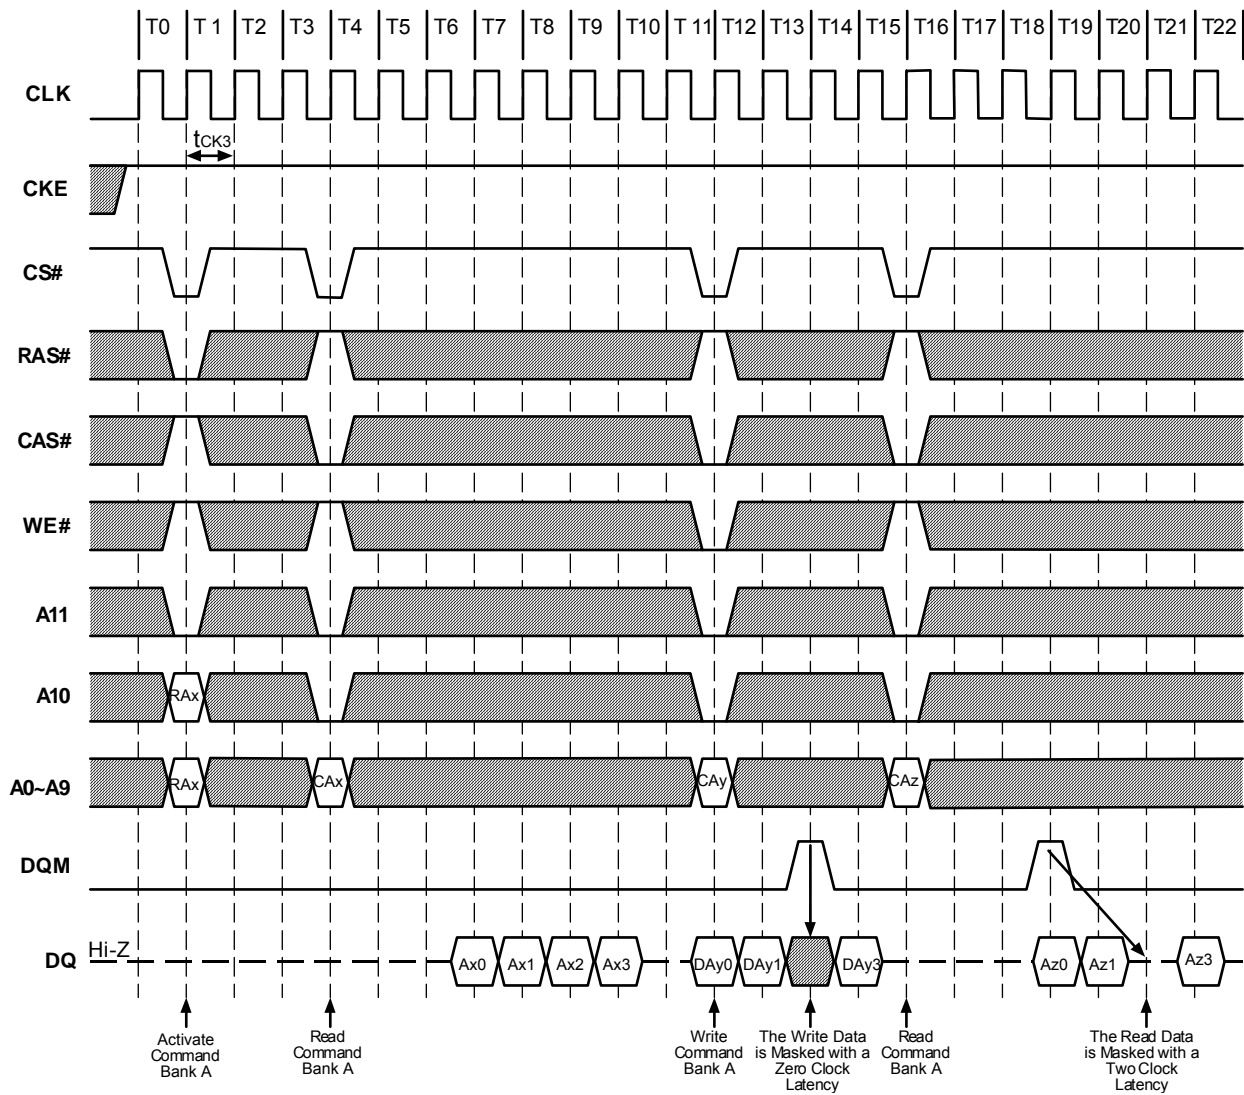 T0 T 1 T2 T3 T4 T5 T6 T7 T8 T9 T10 T 11 T12 T13 T14 T15 T16 T17 T18 T19 T20 T21 T22
CLK
tCK3
CKE
CS#
RAS#
CAS#
WE#
A11
A10 RAx
A0~A9 RAx CAx CAy CAz
DQM
DQ Hi-Z Ax0 Ax1 Ax2 Ax3 DAy0 DAy1 DAy3 Az0 Az1 Az3
Activate
Command
Bank A
Read
Command
Bank A
Write
Command
Bank A
The Write Data
is Masked with a
Zero Clock
Latency
Read
Command
Bank A
The Read Data
is Masked with a
Two Clock
Latency